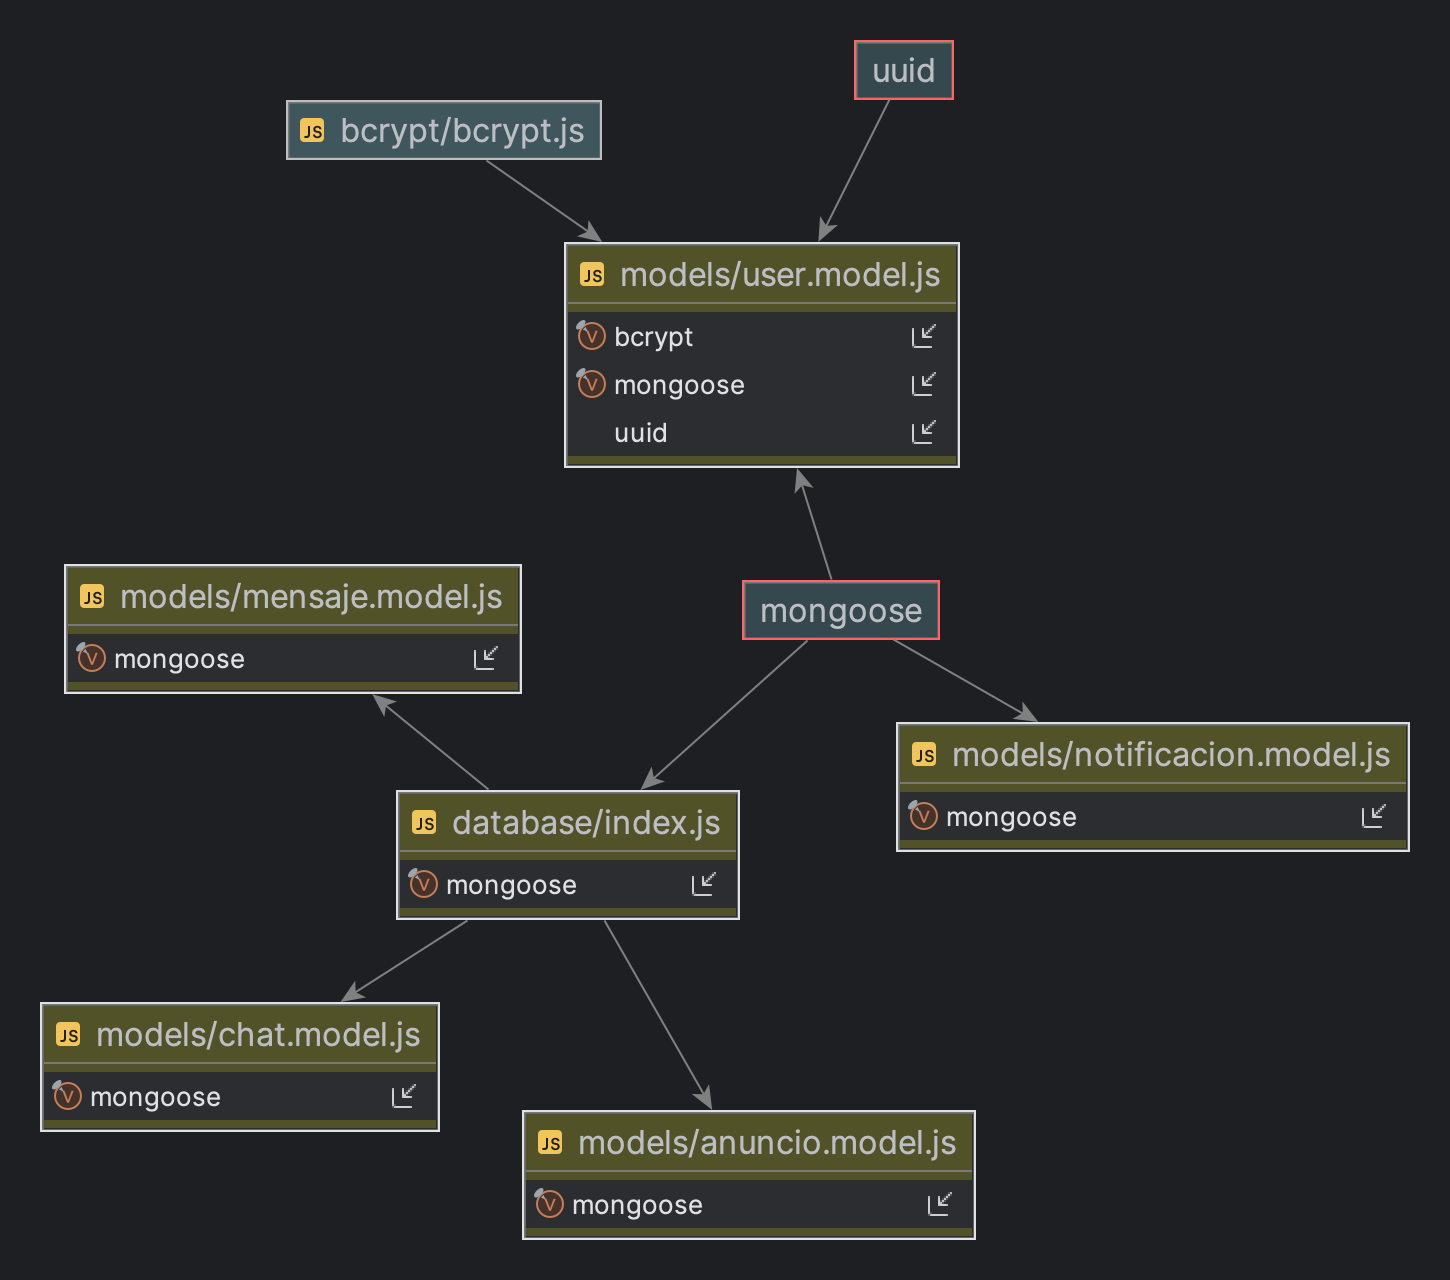 uuid
JS bcrypt/bcrypt.js
JS models/user.model.js
V bcrypt
V mongoose
uuid
JS models/mensaje.model.js
V mongoose
mongoose
JS models/notificacion.model.js
V mongoose
JS database/index.js
V mongoose
JS models/chat.model.js
V mongoose
JS models/anuncio.model.js
V mongoose